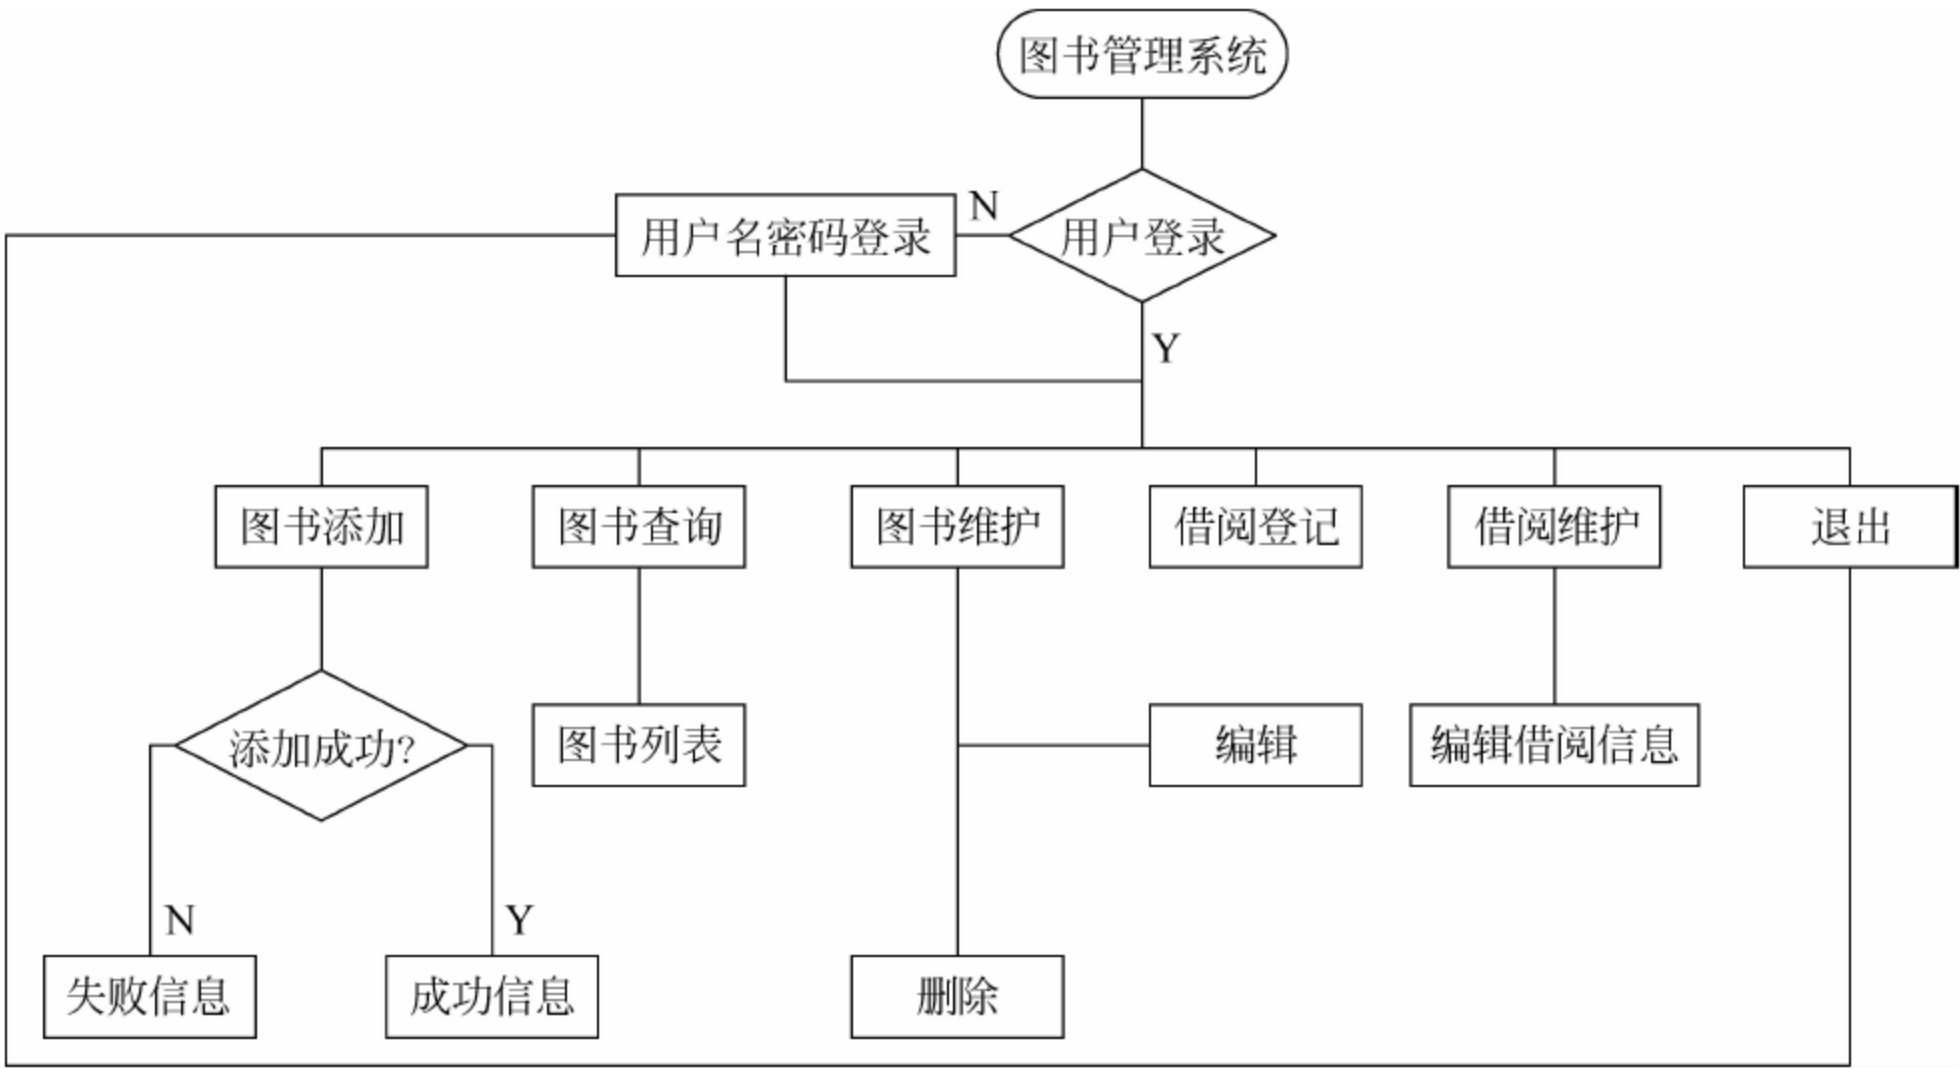 图书管理系统
N
用户名密码登录
用户登录
Y
图书添加
图书查询
图书维护
借阅登记
借阅维护
退出
添加成功?
图书列表
编辑
编辑借阅信息
N
Y
失败信息
成功信息
删除